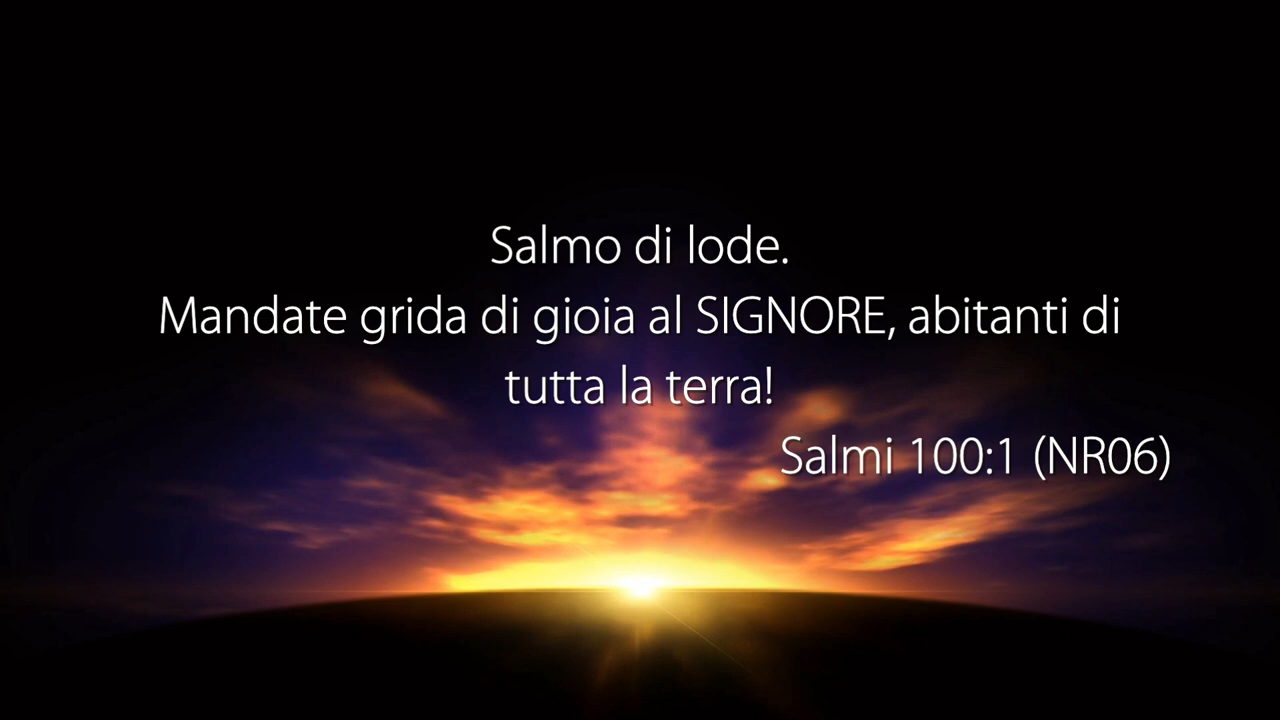 Salmo di lode.
Mandate grida di gioia al SIGNORE, abitanti di
tutta la terra!
Salmi 100:1 (NR06)